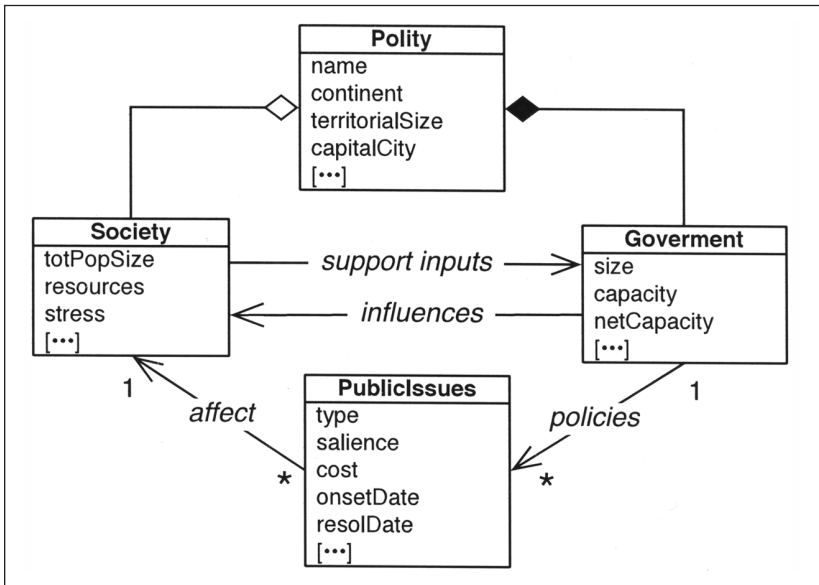 Polity
name
continent
territorialSize
capitalCity
[•••]
Society
totPopSize
resources
stress
[•••]
support inputs
influences
Goverment
size
capacity
netCapacity
[•••]
1
affect
*
PublicIssues
type
salience
cost
onsetDate
resolDate
[•••]
1
policies
*